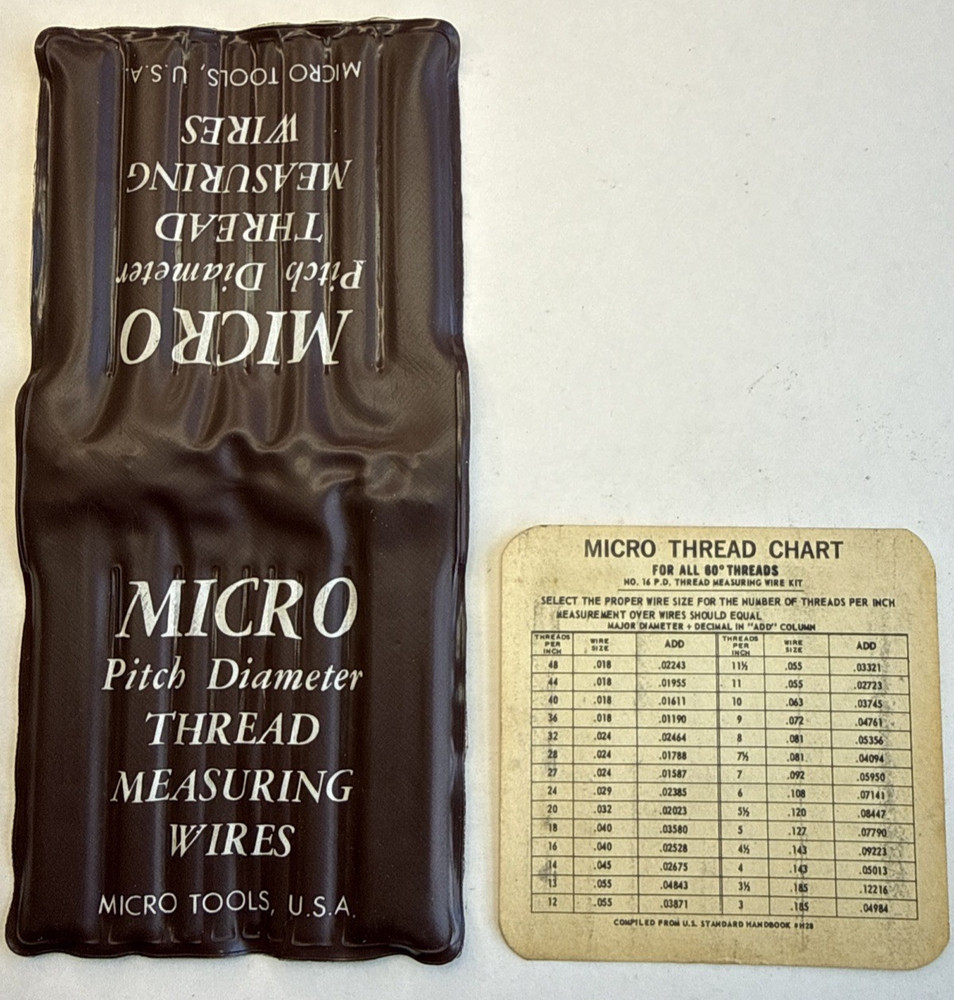 MICRO TOOLS, U.S.A.
WIRES
MEASURING
THREAD
Pitch Diameter
MICRO
MICRO
Pitch Diameter
THREAD
MEASURING
WIRES
MICRO TOOLS, U.S.A.
MICRO THREAD CHART
FOR ALL 60° THREADS
NO. 16 P.D. THREAD MEASURING WIRE KIT
SELECT THE PROPER WIRE SIZE FOR THE NUMBER OF THREADS PER INCH
MEASUREMENT OVER WIRES SHOULD EQUAL
MAJOR DIAMETER + DECIMAL IN "ADD" COLUMN
THREADS PER INCH WIRE SIZE ADD THREADS PER INCH WIRE SIZE ADD
48 .018 .02243 11½ .055 .03321
44 .018 .01955 11 .055 .02723
40 .018 .01611 10 .063 .03745
36 .018 .01190 9 .072 .04761
32 .024 .02464 8 .081 .05356
28 .024 .01788 7½ .081 .04094
27 .024 .01587 7 .092 .05950
24 .029 .02385 6 .108 .07141
20 .032 .02023 5½ .120 .08447
18 .040 .03580 5 .127 .07790
16 .040 .02528 4½ .143 .09223
14 .045 .02675 4 .143 .05013
13 .055 .04843 3½ .185 .12216
12 .055 .03871 3 .185 .04984
COMPILED FROM U.S. STANDARD HANDBOOK #H28